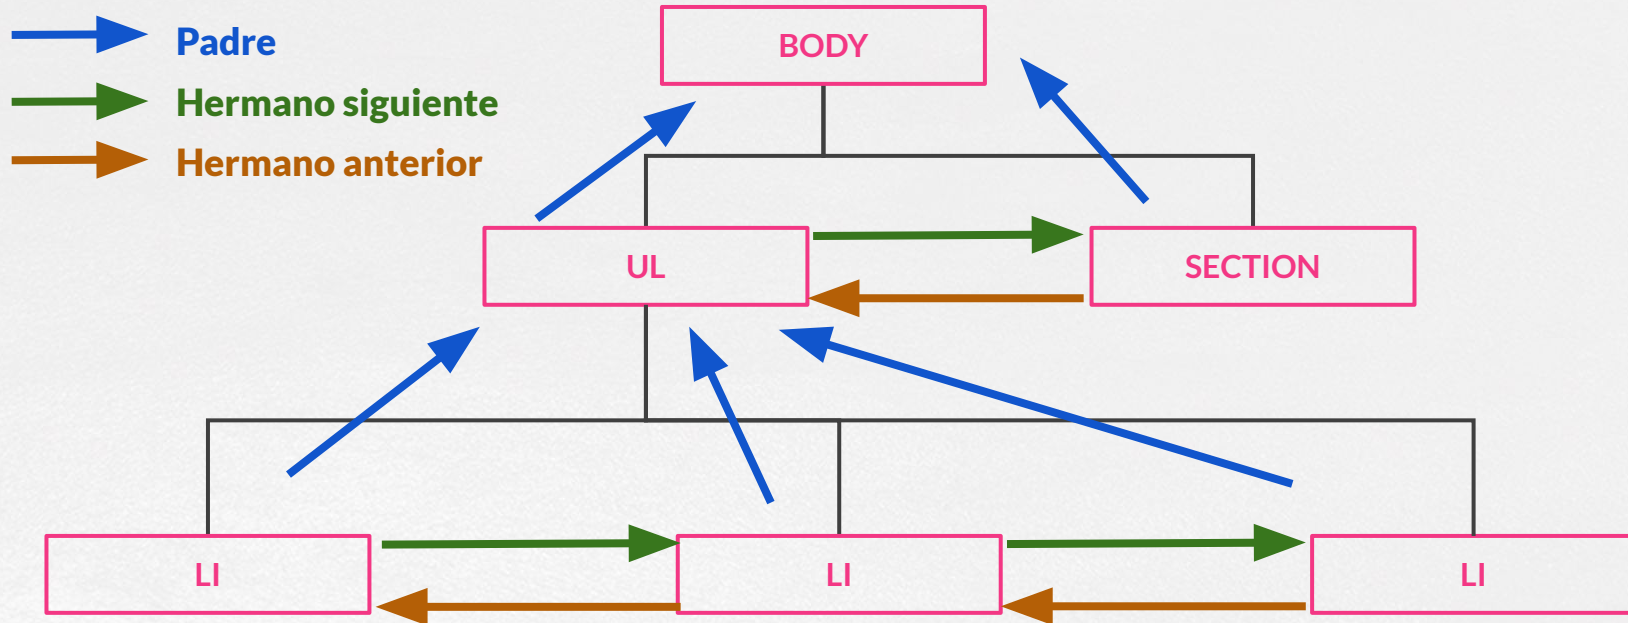 Padre
Hermano siguiente
Hermano anterior
BODY
UL
SECTION
LI
LI
LI